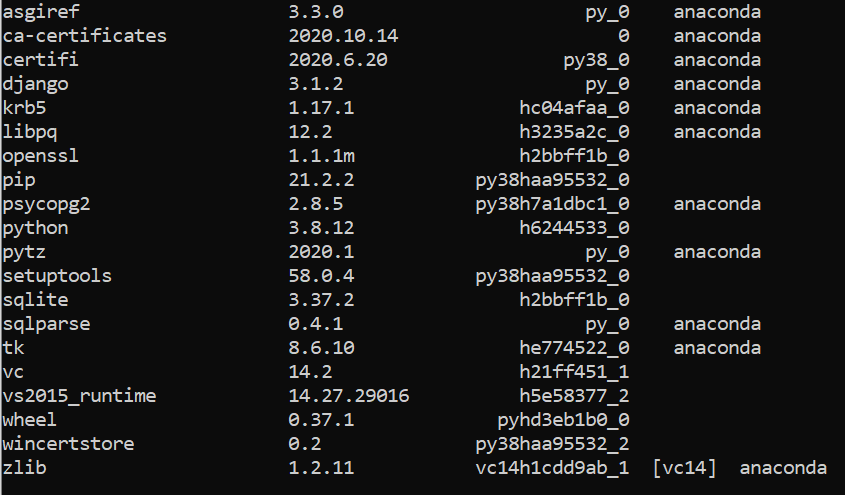 asgiref 3.3.0 py_0 anaconda
ca-certificates 2020.10.14 0 anaconda
certifi 2020.6.20 py38_0 anaconda
django 3.1.2 py_0 anaconda
krb5 1.17.1 hc04afaa_0 anaconda
libpq 12.2 h3235a2c_0 anaconda
openssl 1.1.1m h2bbff1b_0
pip 21.2.2 py38haa95532_0
psycopg2 2.8.5 py38h7a1dbc1_0 anaconda
python 3.8.12 h6244533_0
pytz 2020.1 py_0 anaconda
setuptools 58.0.4 py38haa95532_0
sqlite 3.37.2 h2bbff1b_0
sqlparse 0.4.1 py_0 anaconda
tk 8.6.10 he774522_0 anaconda
vc 14.2 h21ff451_1
vs2015_runtime 14.27.29016 h5e58377_2
wheel 0.37.1 pyhd3eb1b0_0
wincertstore 0.2 py38haa95532_2
zlib 1.2.11 vc14h1cdd9ab_1 [vc14] anaconda